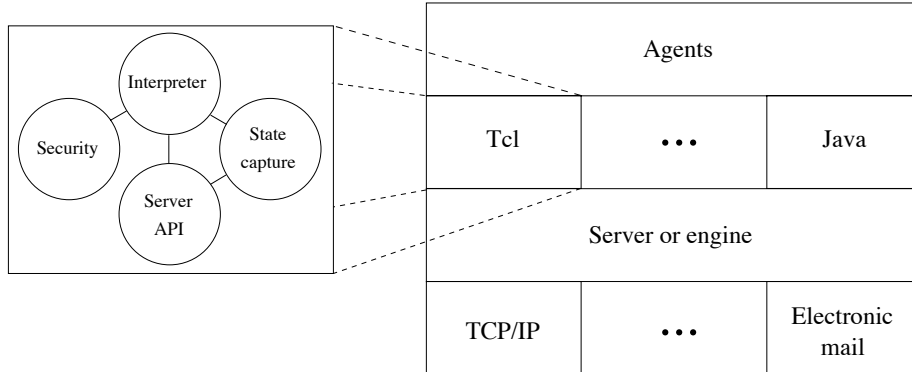 Interpreter
Security
State
capture
Server
API
Agents
Tcl
...
Java
Server or engine
TCP/IP
...
Electronic
mail